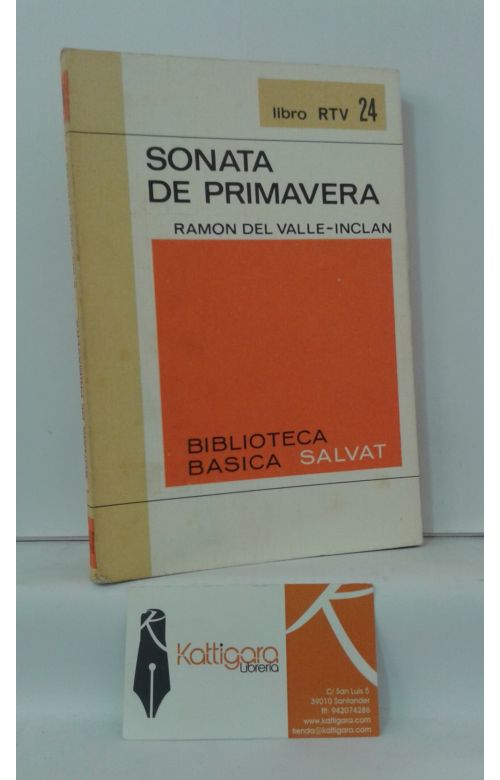 libro RTV 24
SONATA
DE PRIMAVERA
RAMON DEL VALLE-INCLAN
BIBLIOTECA
BASICA SALVAT
Kattigara
Librería
C/ San Luis 5
39010 Santander
tlf: 942074286
www.kattigara.com
tienda@kattigara.com